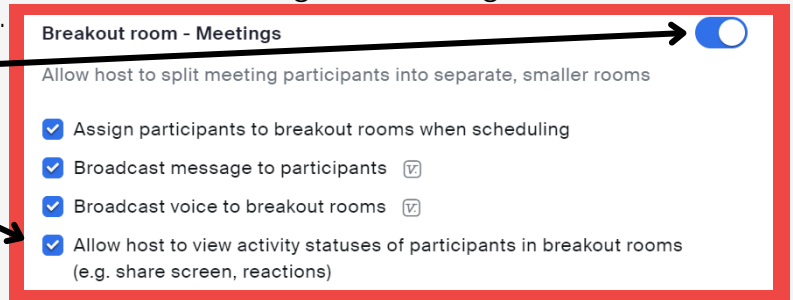 Breakout room - Meetings
Allow host to split meeting participants into separate, smaller rooms
Assign participants to breakout rooms when scheduling
Broadcast message to participants
Broadcast voice to breakout rooms
Allow host to view activity statuses of participants in breakout rooms
(e.g. share screen, reactions)